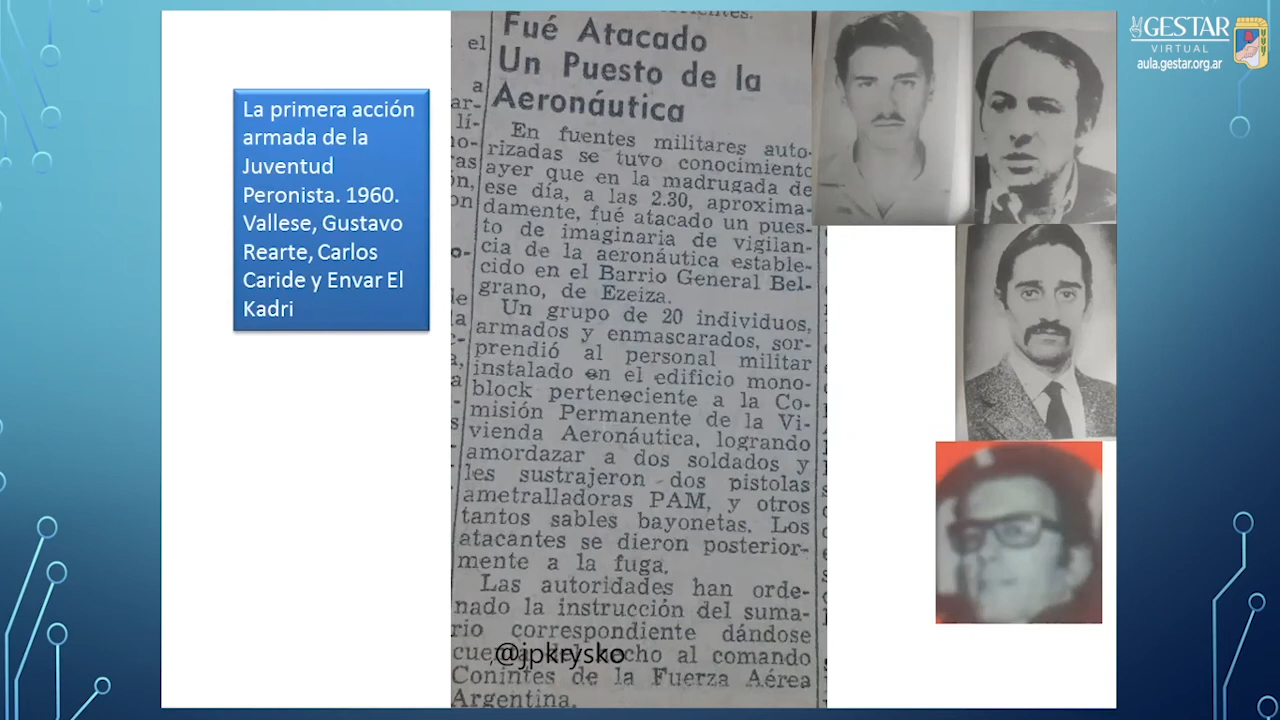 GESTAR
VIRTUAL
aula.gestar.org.ar
La primera acción
armada de la
Juventud
Peronista. 1960.
Vallese, Gustavo
Rearte, Carlos
Caride y Envar El
Kadri
Fué Atacado
Un Puesto de la
Aeronáutica
En fuentes militares auto-
rizadas se tuvo conocimiento
ayer que en la madrugada de
ese día, a las 2.30, aproxima-
damente, fué atacado un pues-
to de imaginaria de vigilan-
cia de la aeronáutica estable-
cido en el Barrio General Bel-
grano, de Ezeiza.
Un grupo de 20 individuos,
armados y enmascarados, sor-
prendió al personal militar
instalado en el edificio mono-
block perteneciente a la Co-
misión Permanente de la Vi-
vienda Aeronáutica, logrando
amordazar a dos soldados y
les sustrajeron dos pistolas
ametralladoras PAM, y otros
tantos sables bayonetas. Los
atacantes se dieron posterior-
mente a la fuga.
Las autoridades han orde-
nado la instrucción del suma-
rio correspondiente dándose
al comando
Conintes de la Fuerza Aérea
Argentina.
@jpkrysko